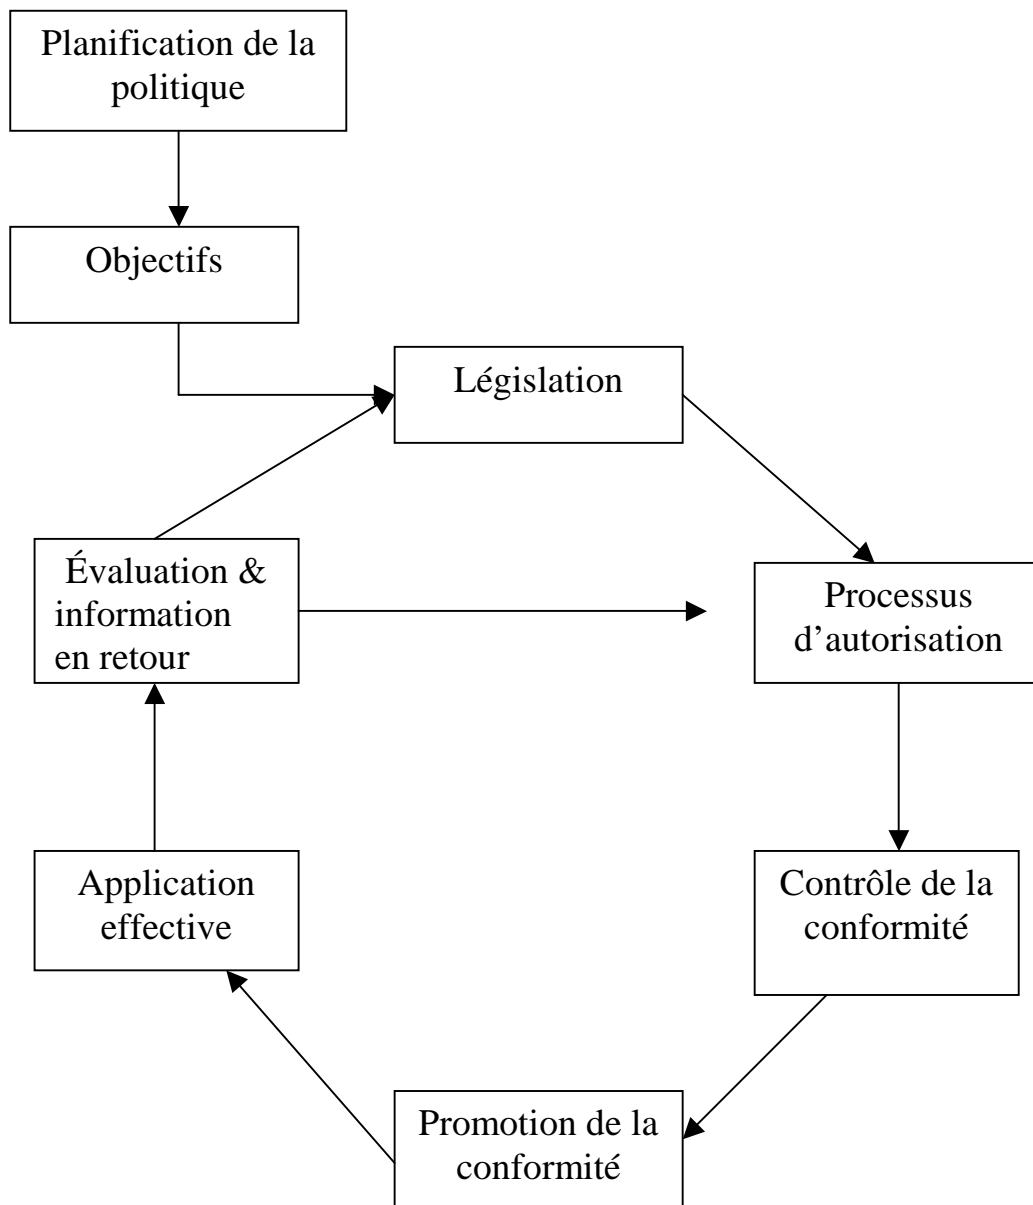 Planification de la
politique
Objectifs
Législation
Évaluation &
information
en retour
Processus
d’autorisation
Application
effective
Contrôle de la
conformité
Promotion de la
conformité